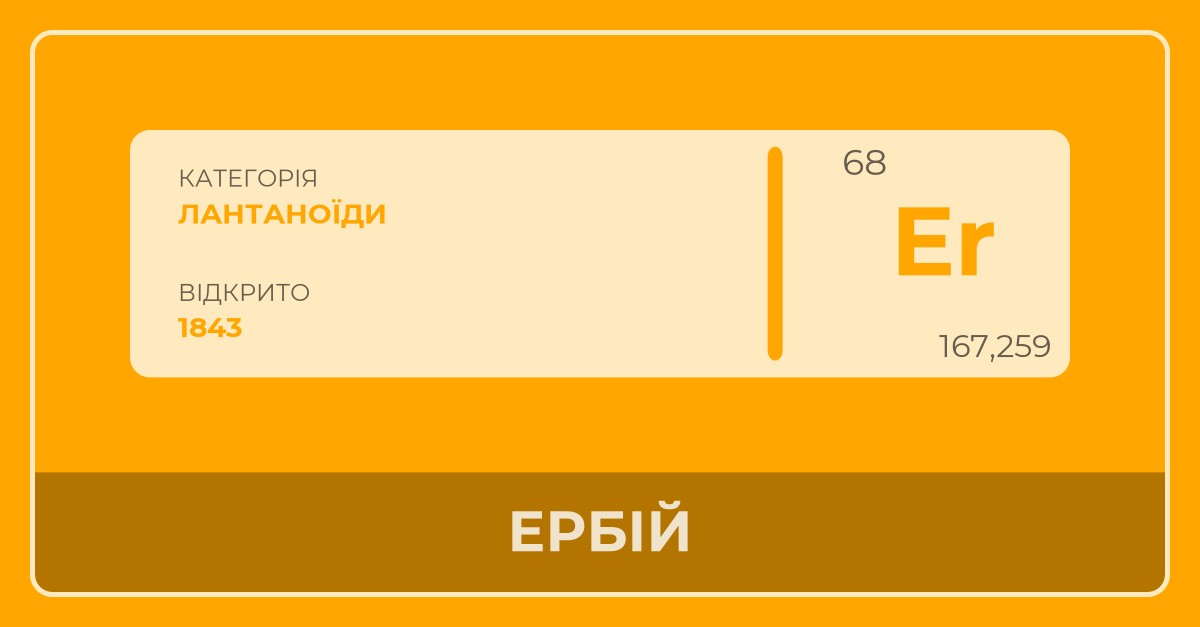 КАТЕГОРІЯ
ЛАНТАНОЇДИ
ВІДКРИТО
1843
68
Er
167,259
ЕРБІЙ